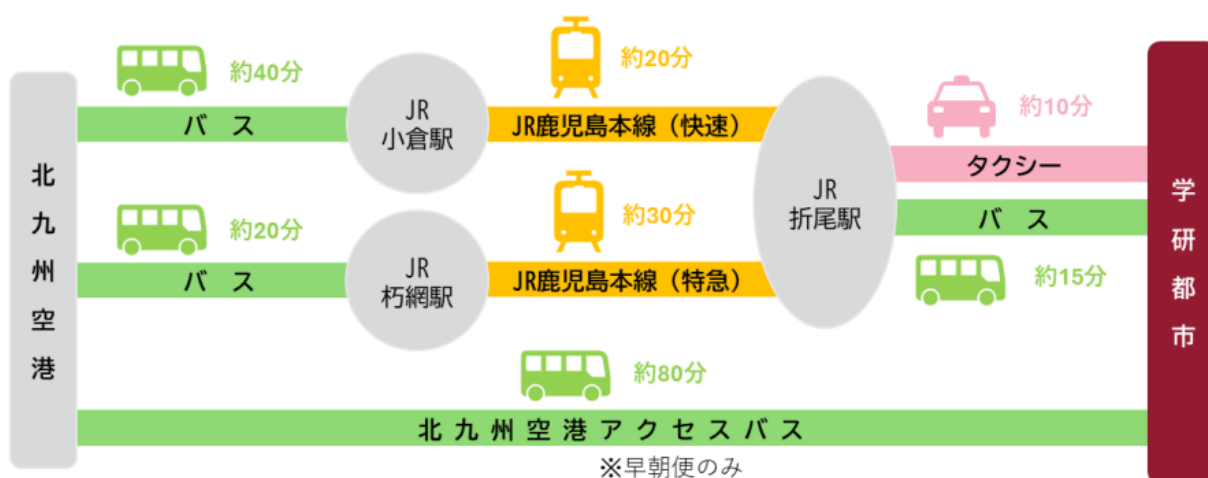 北九州空港
約40分
バス
JR
小倉駅
約20分
JR鹿児島本線（快速）
約20分
バス
JR
朽網駅
約30分
JR鹿児島本線（特急）
JR
折尾駅
約10分
タクシー
バス
約15分
約80分
北九州空港アクセスバス
※早朝便のみ
学研都市